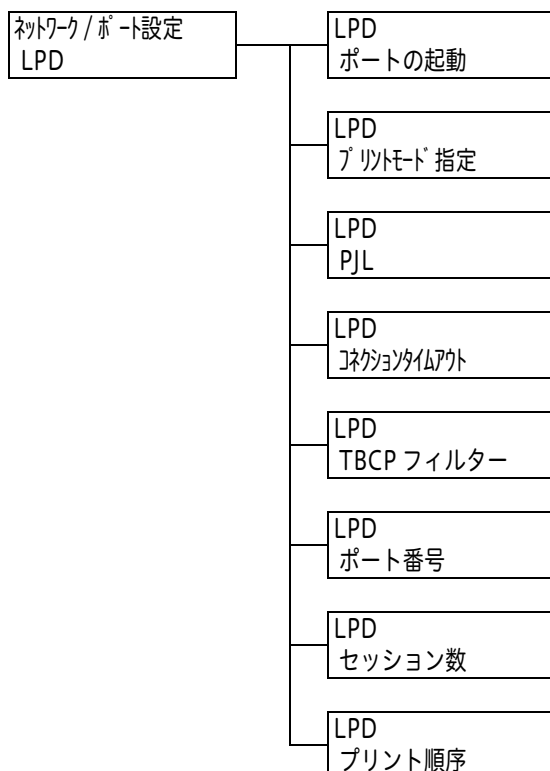 ﾈｯﾄﾜｰｸ / ﾎﾟｰﾄ設定
LPD
LPD
ポートの起動
LPD
ﾌﾟﾘﾝﾄﾓｰﾄﾞ指定
LPD
PJL
LPD
ｺﾈｸｼｮﾝﾀｲﾑｱｳﾄ
LPD
TBCP フィルター
LPD
ポート番号
LPD
セッション数
LPD
プリント順序